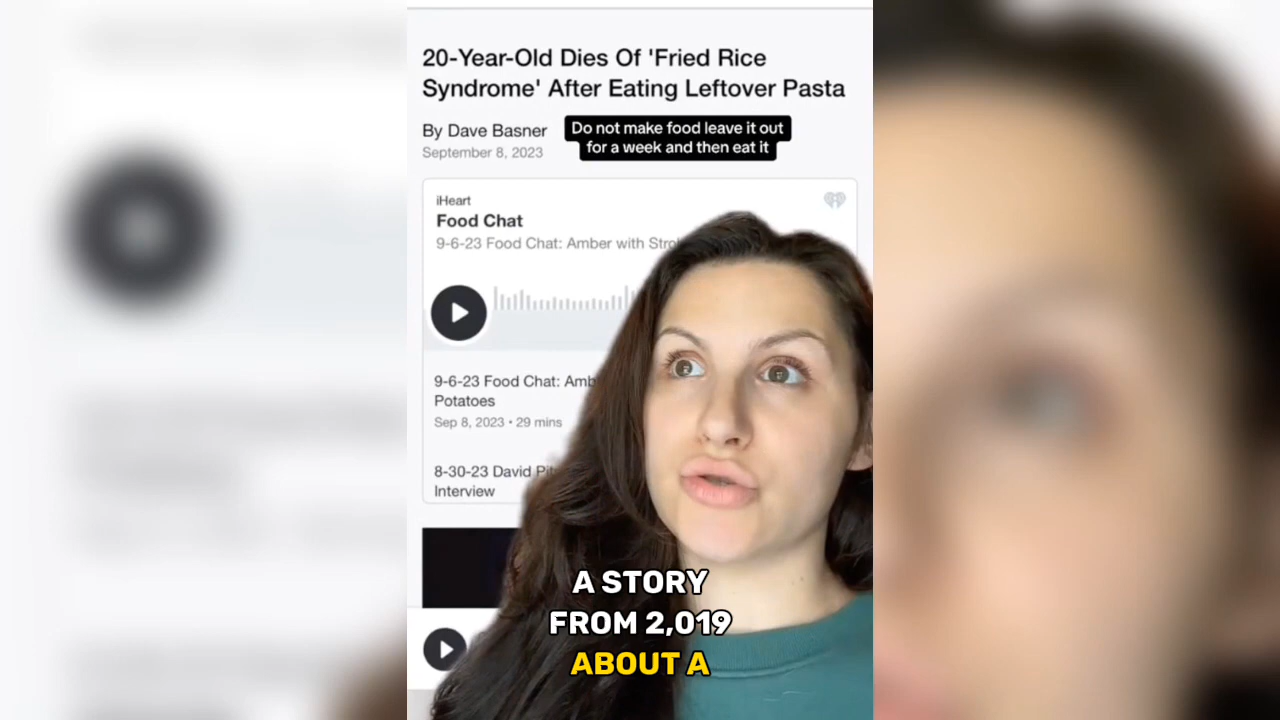 20-Year-Old Dies Of 'Fried Rice
Syndrome' After Eating Leftover Pasta
By Dave Basner
September 8, 2023
Do not make food leave it out
for a week and then eat it
iHeart
Food Chat
9-6-23 Food Chat: Amber with
9-6-23 Food Chat:
Potatoes
Sep 8, 2023 • 29 mins
8-30-23 David
Interview
A STORY
FROM 2,019
ABOUT A